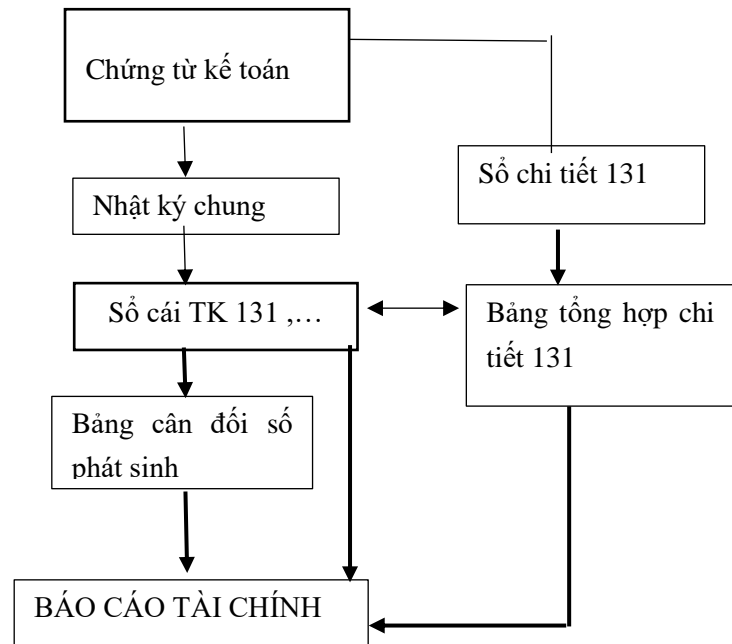 Chứng từ kế toán
Sổ chi tiết 131
Nhật ký chung
Sổ cái TK 131 ,…
Bảng tổng hợp chi
tiết 131
Bảng cân đối số
phát sinh
BÁO CÁO TÀI CHÍNH